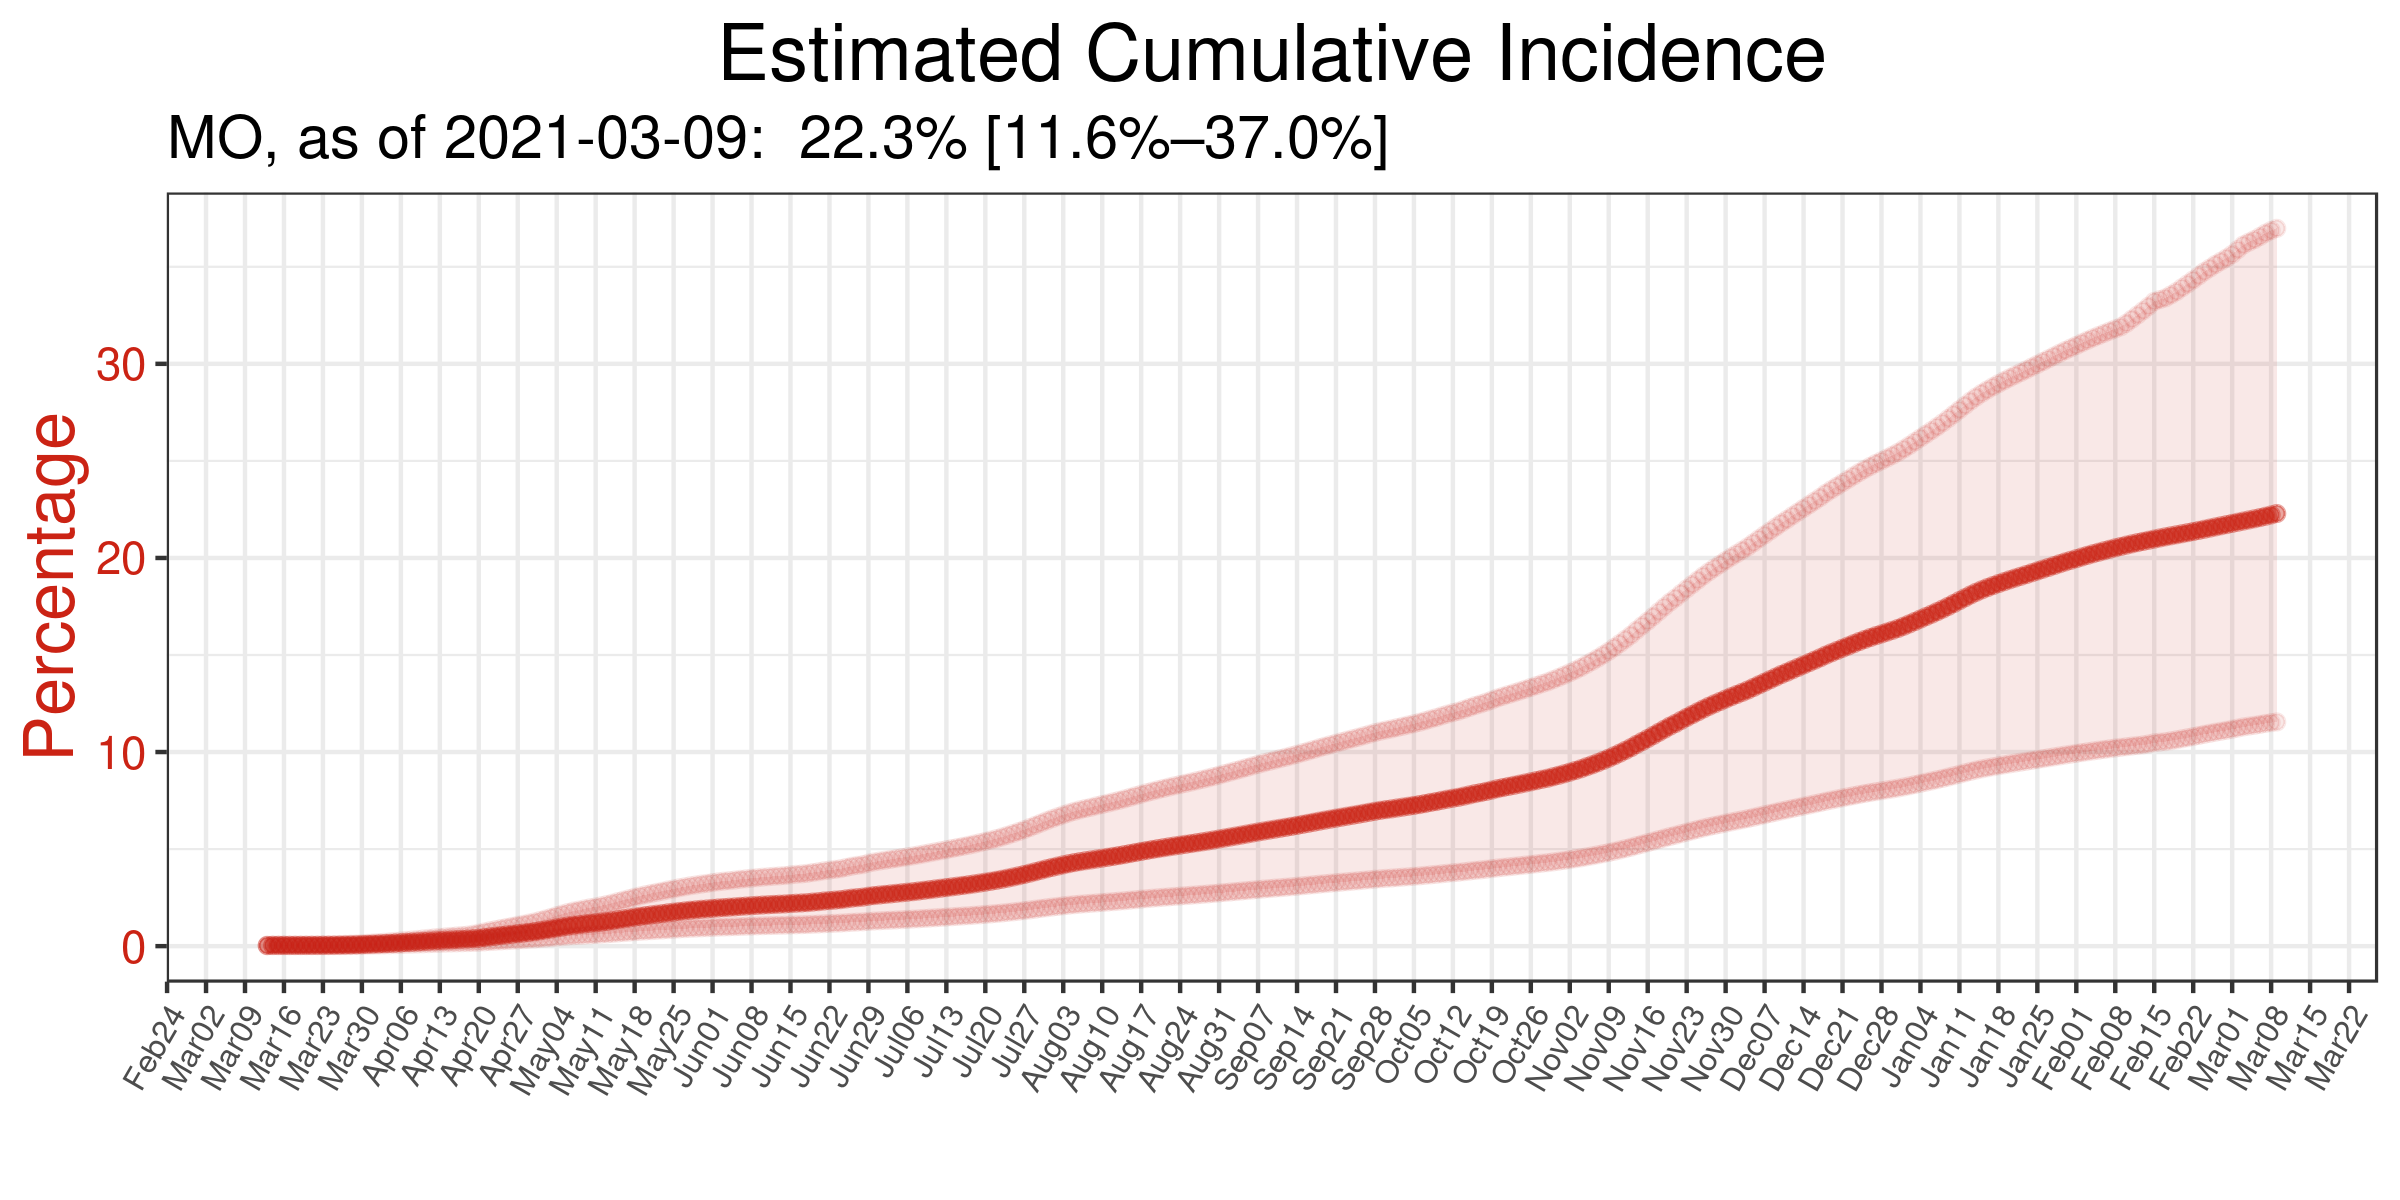 Estimated Cumulative Incidence
MO, as of 2021-03-09:  22.3% [11.6%–37.0%]
Percentage
30
20
10
0
Feb24
Mar02
Mar09
Mar16
Mar23
Mar30
Apr06
Apr13
Apr20
Apr27
May04
May11
May18
May25
Jun01
Jun08
Jun15
Jun22
Jun29
Jul06
Jul13
Jul20
Jul27
Aug03
Aug10
Aug17
Aug24
Aug31
Sep07
Sep14
Sep21
Sep28
Oct05
Oct12
Oct19
Oct26
Nov02
Nov09
Nov16
Nov23
Nov30
Dec07
Dec14
Dec21
Dec28
Jan04
Jan11
Jan18
Jan25
Feb01
Feb08
Feb15
Feb22
Mar01
Mar08
Mar15
Mar22